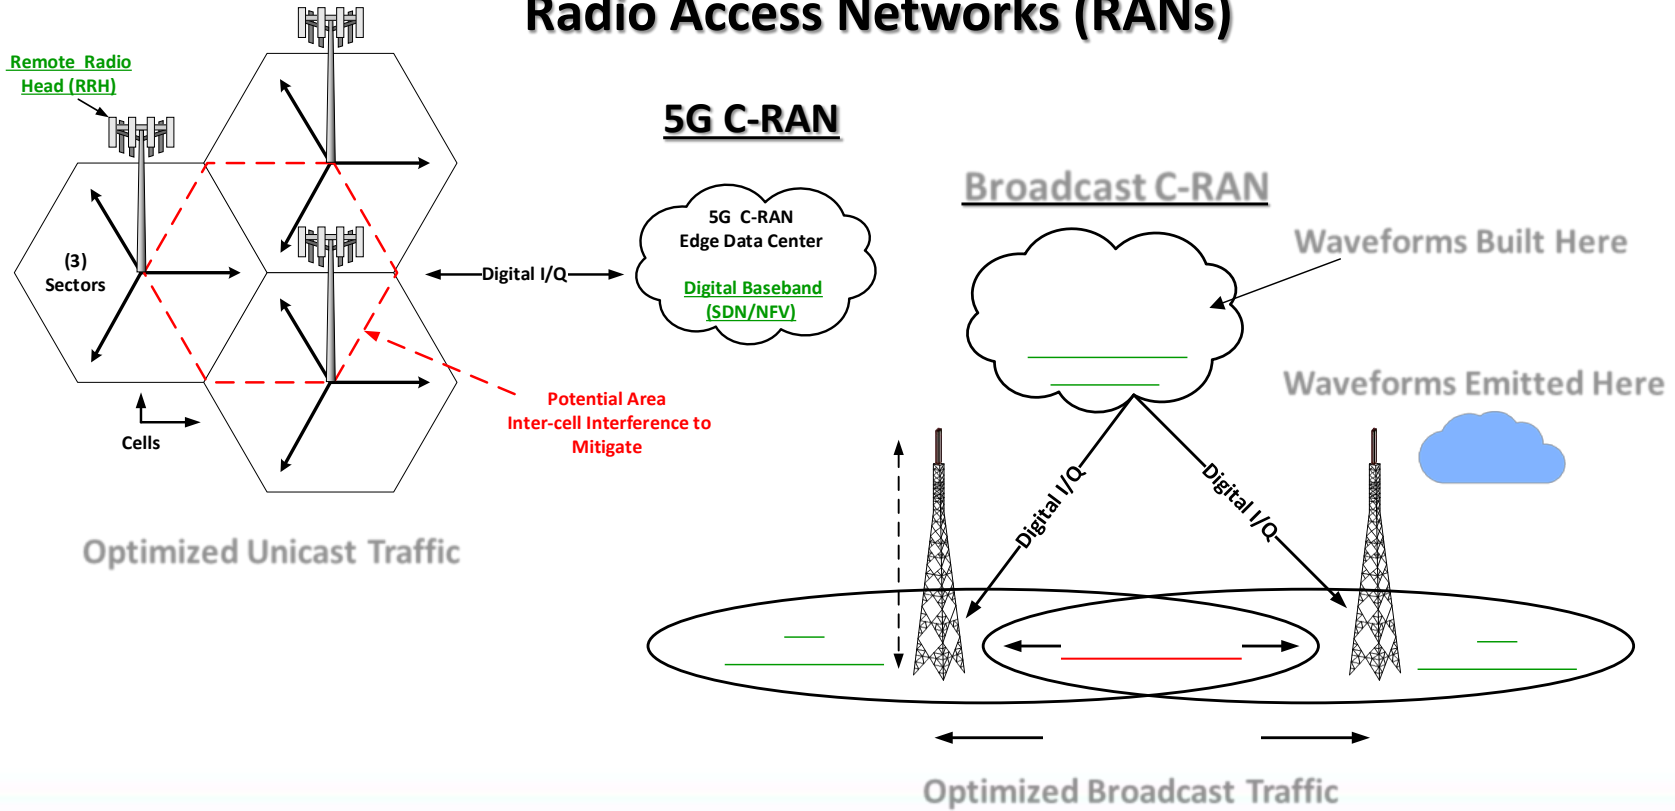 Radio Access Networks (RANs)
Remote Radio
Head (RRH)
5G C-RAN
(3)
Sectors
Cells
Digital I/Q
5G C-RAN
Edge Data Center
Digital Baseband
(SDN/NFV)
Potential Area
Inter-cell Interference to
Mitigate
Optimized Unicast Traffic
Broadcast C-RAN
Waveforms Built Here
Waveforms Emitted Here
Digital I/Q
Digital I/Q
Optimized Broadcast Traffic